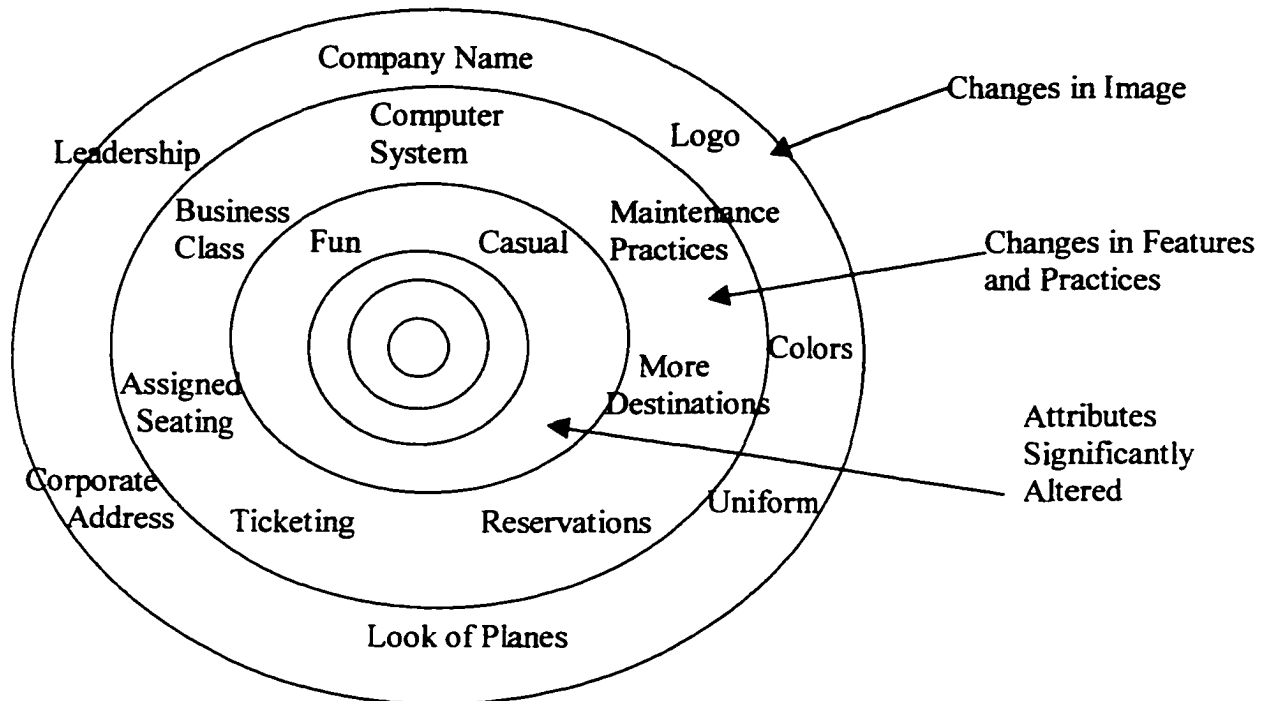 Company Name
Changes in Image
Computer
System
Logo
Leadership
Business
Class
Fun
Casual
Maintenance
Practices
Changes in Features
and Practices
Colors
More
Destinations
Assigned
Seating
Attributes
Significantly
Altered
Corporate
Address
Ticketing
Reservations
Uniform
Look of Planes